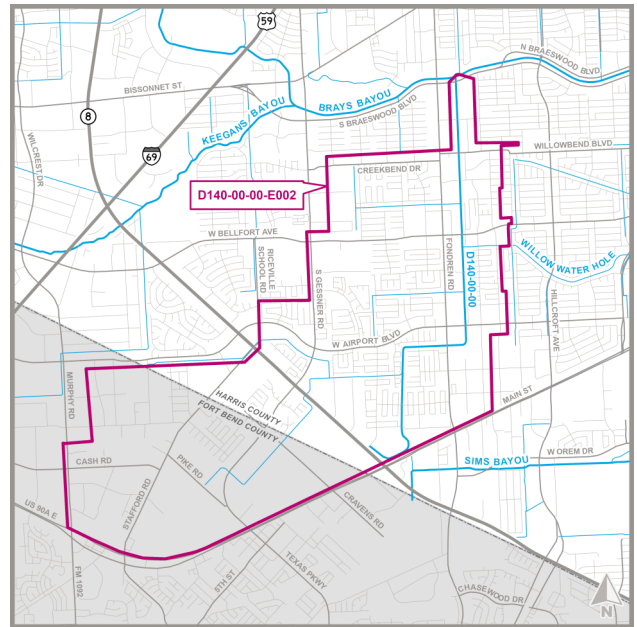 59
N BRAESWOOD BLVD
BISSONNET ST
KEEGANS BAYOU
BRAYS BAYOU
S BRAESWOOD BLVD
8
WILCREST DR
69
WILLOWBEND BLVD
CREEKBEND DR
D140-00-00-E002
W BELLFORT AVE
RICEVILLE
SCHOOL RD
S GESSNER RD
FONDREN RD
D140-00-00
WILLOW WATER HOLE
HILLCROFT AVE
W AIRPORT BLVD
MURPHY RD
HARRIS COUNTY
FORT BEND COUNTY
MAIN ST
CASH RD
PIKE RD
STAFFORD RD
W OREM DR
SIMS BAYOU
CRAVENS RD
US 90A E
TEXAS PKWY
5TH ST
FM 1092
CHASEWOOD DR
N